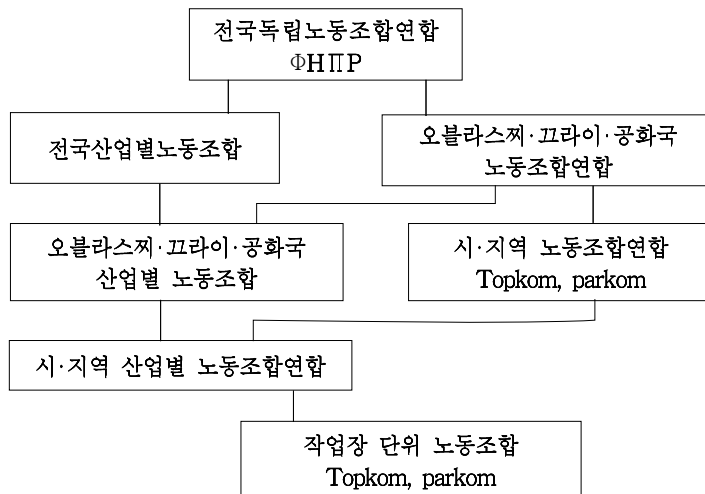 전국독립노동조합연합
ФНПР
전국산업별노동조합
오블라스찌·끄라이·공화국
노동조합연합
오블라스찌·끄라이·공화국
산업별 노동조합
시·지역 노동조합연합
Topkom, parkom
시·지역 산업별 노동조합연합
작업장 단위 노동조합
Topkom, parkom